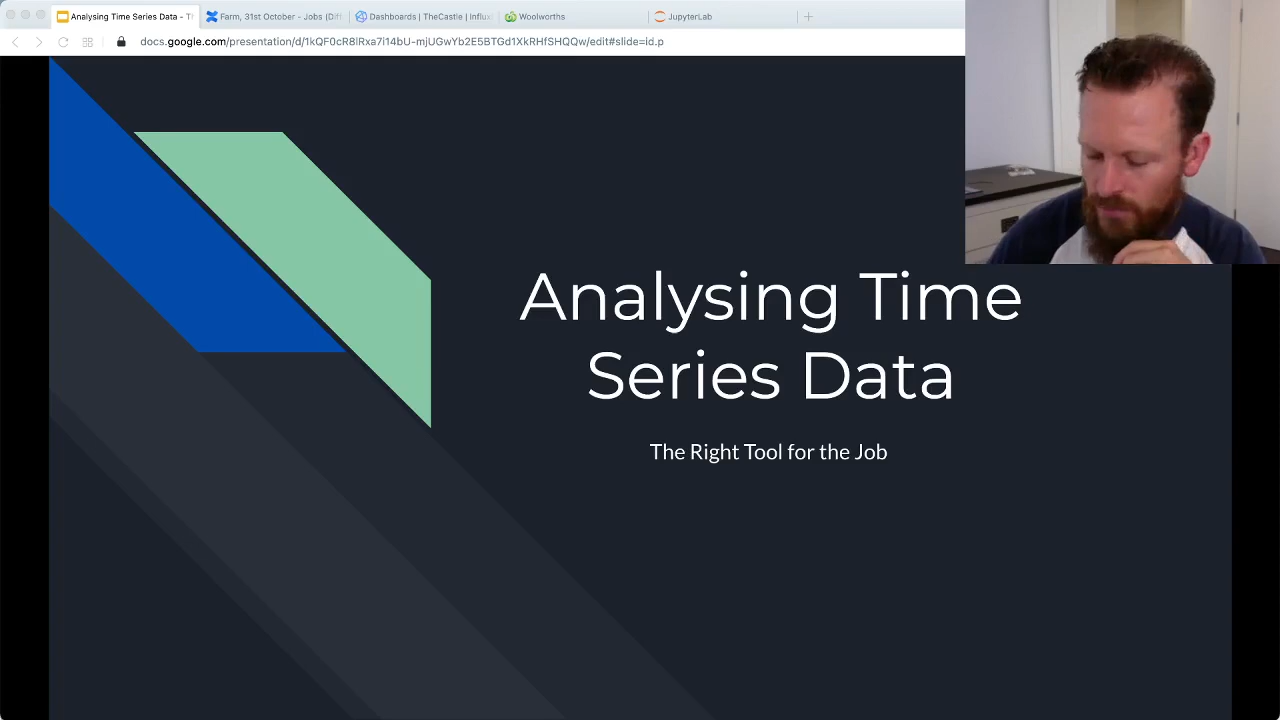 Analysing Time Series Data - T
Farm, 31st October - Jobs (Dif
Dashboards | TheCastle | Influx
Woolworths
JupyterLab
docs.google.com/presentation/d/1kQF0cR8lRxa7i14bU-mjUGwYb2E5BTGd1XkRHfSHQQw/edit#slide=id.p
Analysing Time
Series Data
The Right Tool for the Job